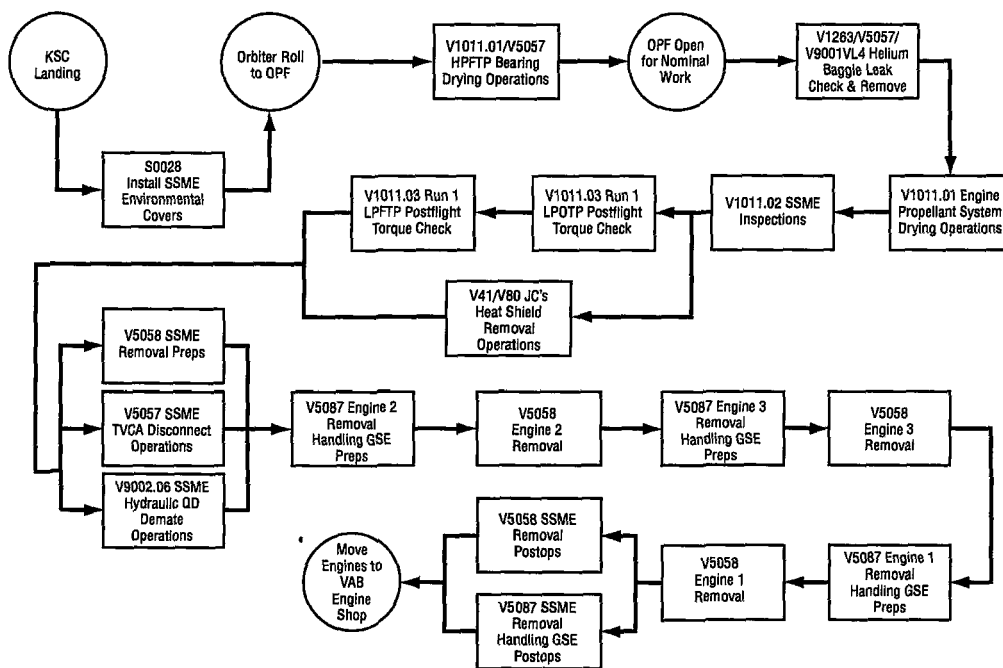 KSC
Landing
Orbiter Roll
to OPF
V1011.01/V5057
HPFTP Bearing
Drying Operations
OPF Open
for Nominal
Work
V1263/V5057/
V9001VL4 Helium
Baggie Leak
Check & Remove
S0028
Install SSME
Environmental
Covers
V1011.03 Run 1
LPFTP Postflight
Torque Check
V1011.03 Run 1
LPOTP Postflight
Torque Check
V1011.02 SSME
Inspections
V1011.01 Engine
Propellant System
Drying Operations
V41/V80 JC's
Heat Shield
Removal
Operations
V5058 SSME
Removal Preps
V5057 SSME
TVCA Disconnect
Operations
V9002.06 SSME
Hydraulic QD
Demate
Operations
V5087 Engine 2
Removal
Handling GSE
Preps
V5058
Engine 2
Removal
V5087 Engine 3
Removal
Handling GSE
Preps
V5058
Engine 3
Removal
Move
Engines to
VAB
Engine
Shop
V5058 SSME
Removal
Postops
V5087 SSME
Removal
Handling GSE
Postops
V5058
Engine 1
Removal
V5087 Engine 1
Removal
Handling GSE
Preps